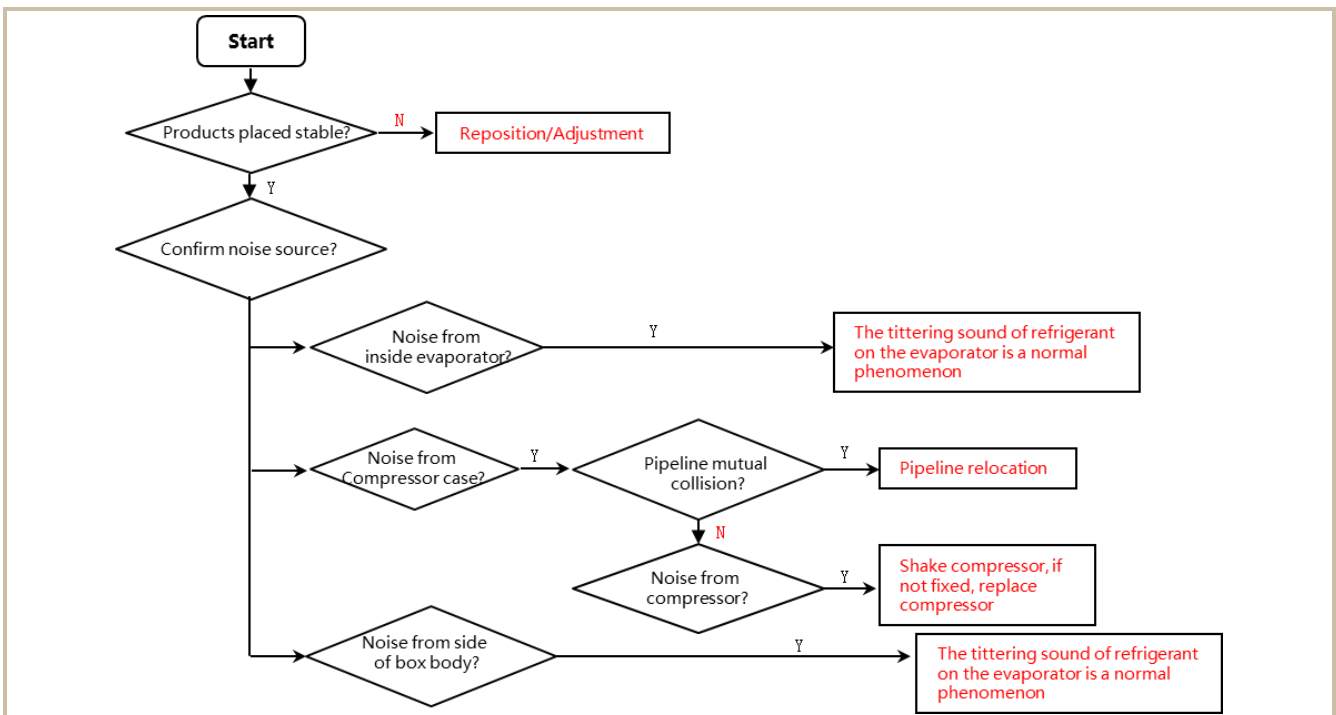 Start
Products placed stable?
N
Reposition/Adjustment
Y
Confirm noise source?
Noise from
inside evaporator?
Y
The tittering sound of refrigerant
on the evaporator is a normal
phenomenon
Noise from
Compressor case?
Y
Pipeline mutual
collision?
Y
Pipeline relocation
N
Noise from
compressor?
Y
Shake compressor, if
not fixed, replace
compressor
Noise from side
of box body?
Y
The tittering sound of refrigerant
on the evaporator is a normal
phenomenon